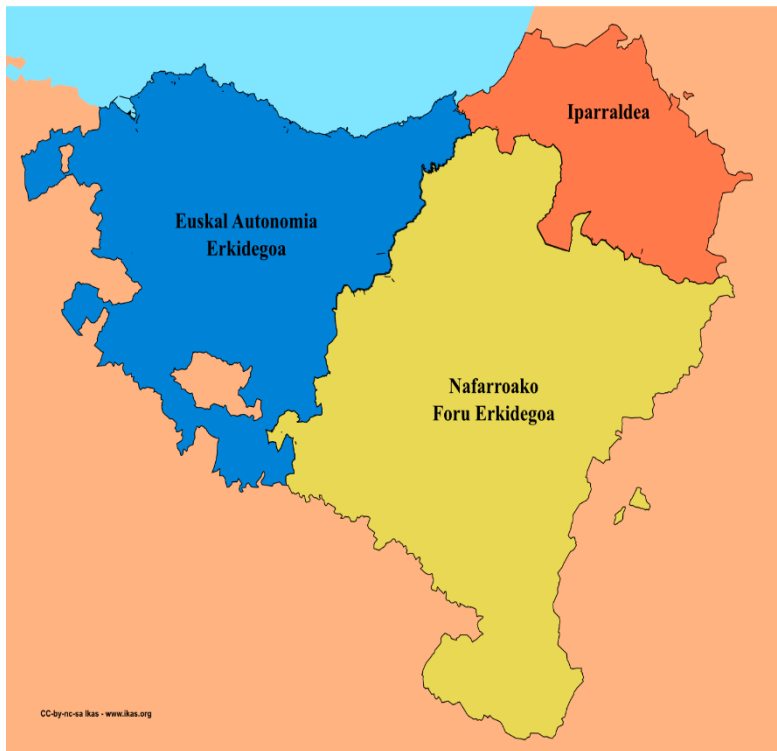 Iparraldea
Euskal Autonomia
Erkidegoa
Nafarroako
Foru Erkidegoa
CC-by-nc-sa Ikas - www.ikas.org